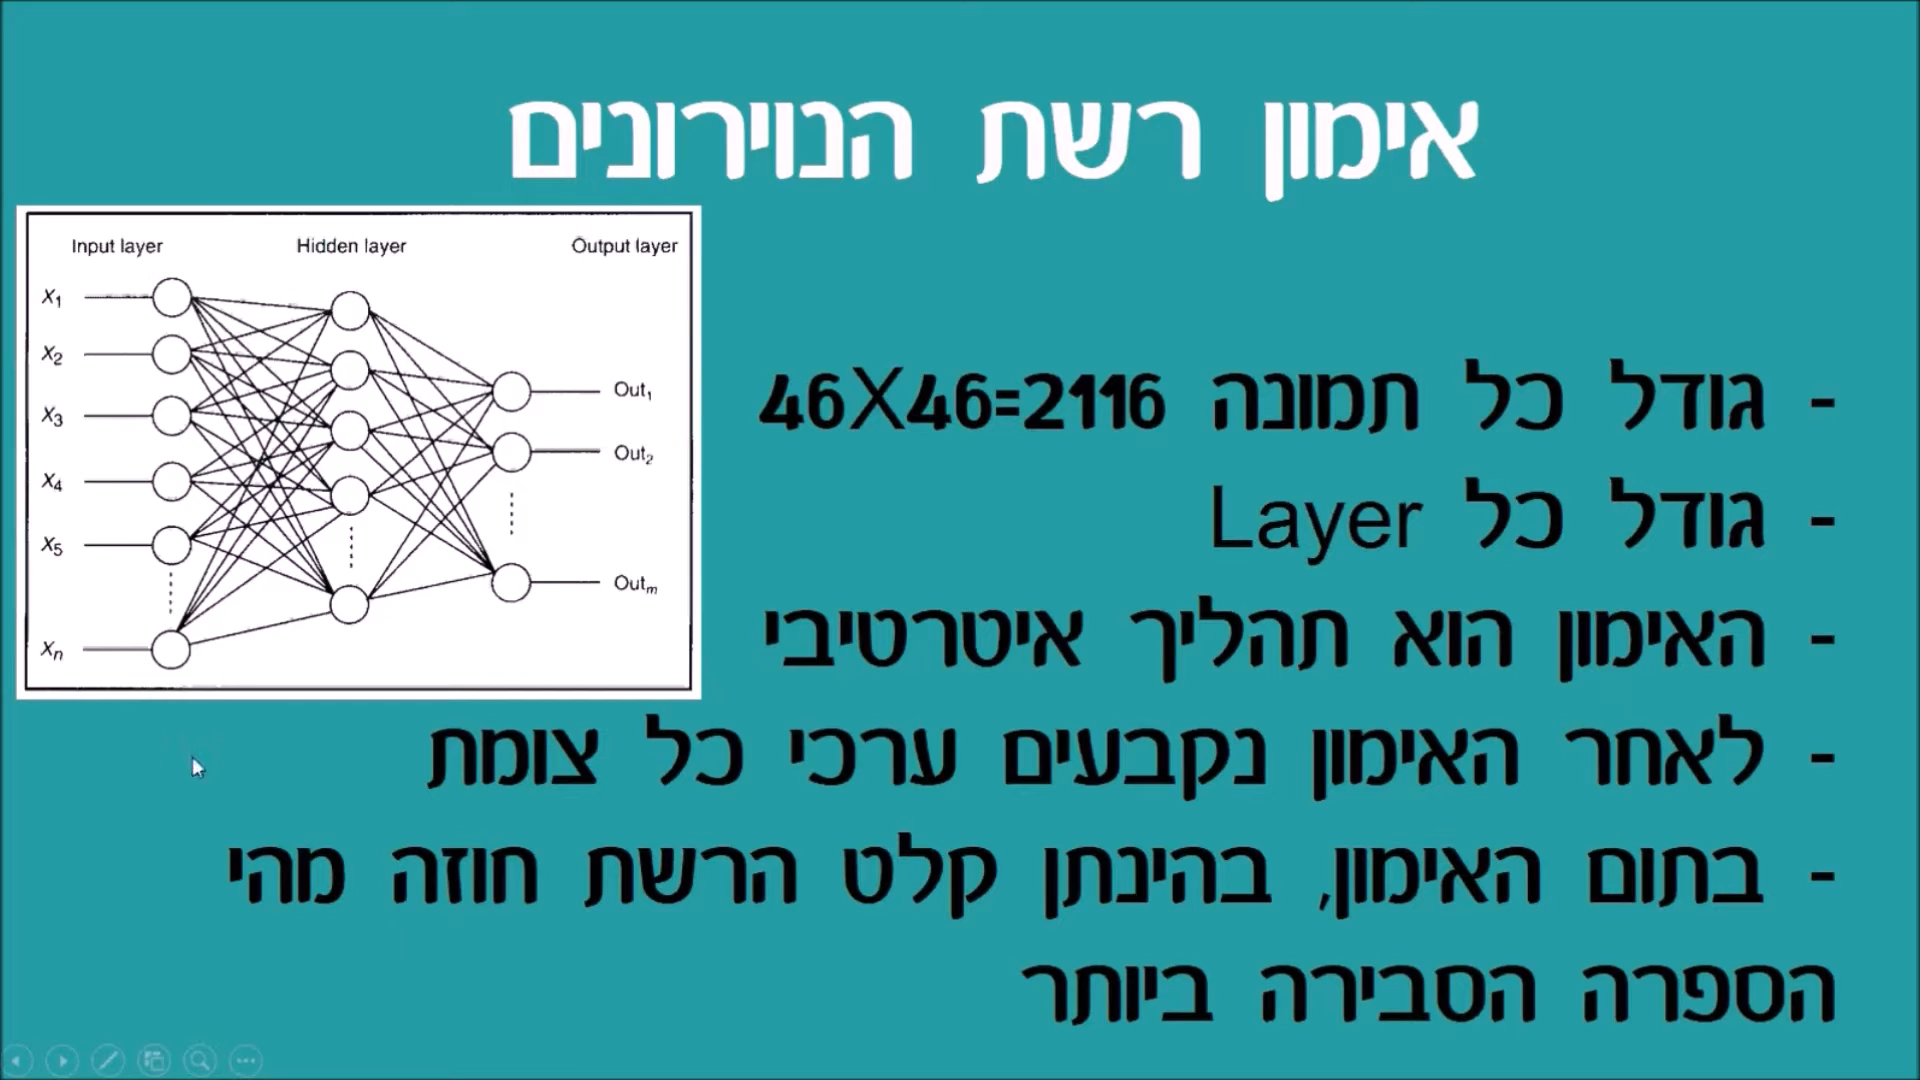 אימון רשת הנוירונים
Input layer
Hidden layer
Output layer
X1
X2
X3
X4
X5
Xn
Out1
Out2
Outm
- גודל כל תמונה 46X46=2116
- גודל כל Layer
- האימון הוא תהליך איטרטיבי
- לאחר האימון נקבעים ערכי כל צומת
- בתום האימון, בהינתן קלט הרשת חוזה מהי
הספרה הסבירה ביותר